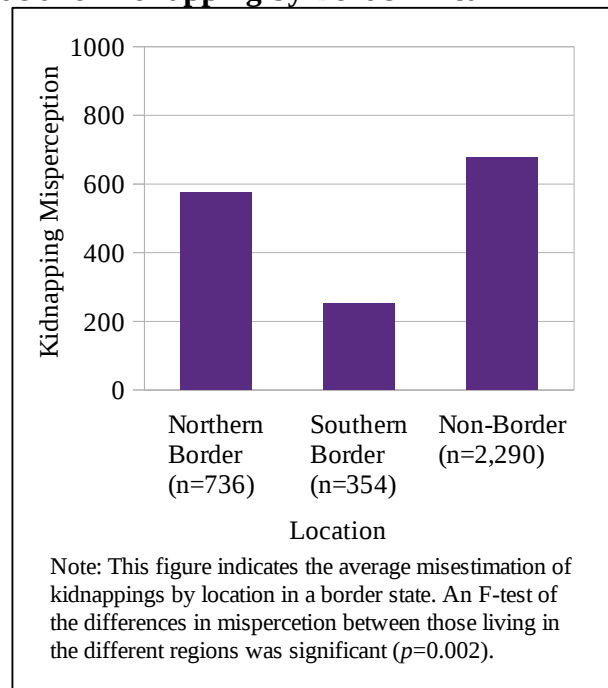 1000
800
600
400
200
0
Kidnapping Misperception
Northern Border (n=736)
Southern Border (n=354)
Non-Border (n=2,290)
Location
Note: This figure indicates the average misestimation of
kidnappings by location in a border state. An F-test of
the differences in mispercetion between those living in
the different regions was significant (p=0.002).